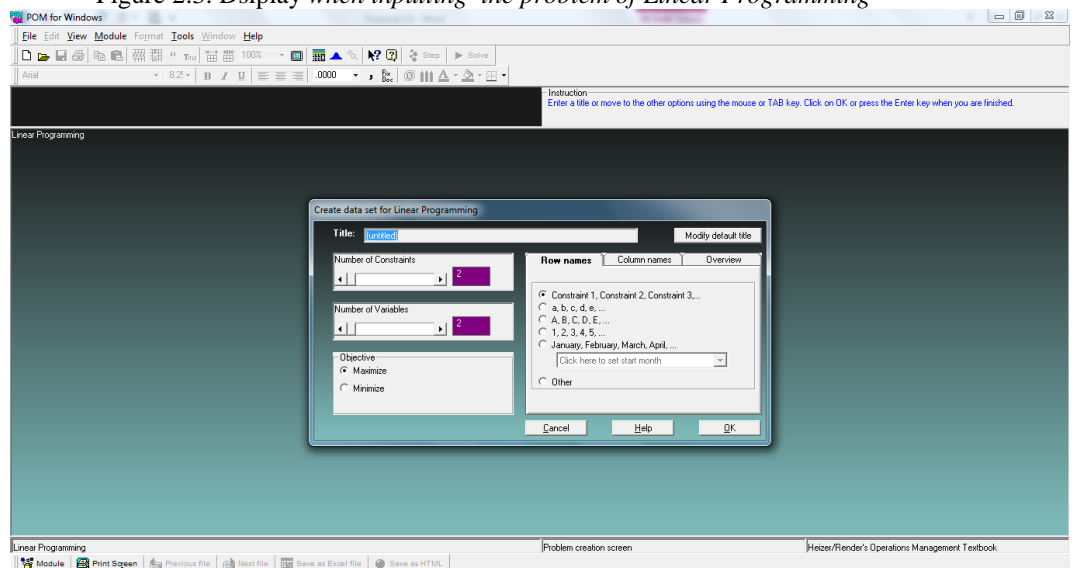 Figure 2.3. Dsiplay when inputling the problem of Linear Programming
POM for Windows
File Edit View Module Format Tools Window Help
100% Step Solve
Arial 8.2! B I U .0000 , Fix Dec A
Instruction
Enter a title or move to the other options using the mouse or TAB key. Click on OK or press the Enter key when you are finished.
Linear Programming
Create data set for Linear Programming
Title: (untitled) Modify default title
Number of Constraints
2
Number of Variables
2
Objective
Maximize
Minimize
Row names Column names Overview
Constraint 1, Constraint 2, Constraint 3,...
a, b, c, d, e, ...
A, B, C, D, E, ...
1, 2, 3, 4, 5, ...
January, February, March, April, ...
Click here to set start month
Other
Cancel Help OK
Linear Programming Problem creation screen Heizer/Render's Operations Management Textbook
Module Print Screen Previous file Next file Save as Excel file Save as HTML